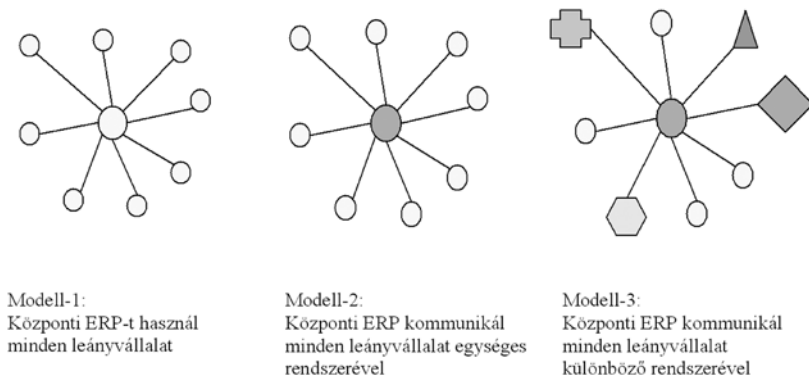 Modell-1:
Központi ERP-t használ
minden leányvállalat
Modell-2:
Központi ERP kommunikál
minden leányvállalat egységes
rendszerével
Modell-3:
Központi ERP kommunikál
minden leányvállalat
különböző rendszerével